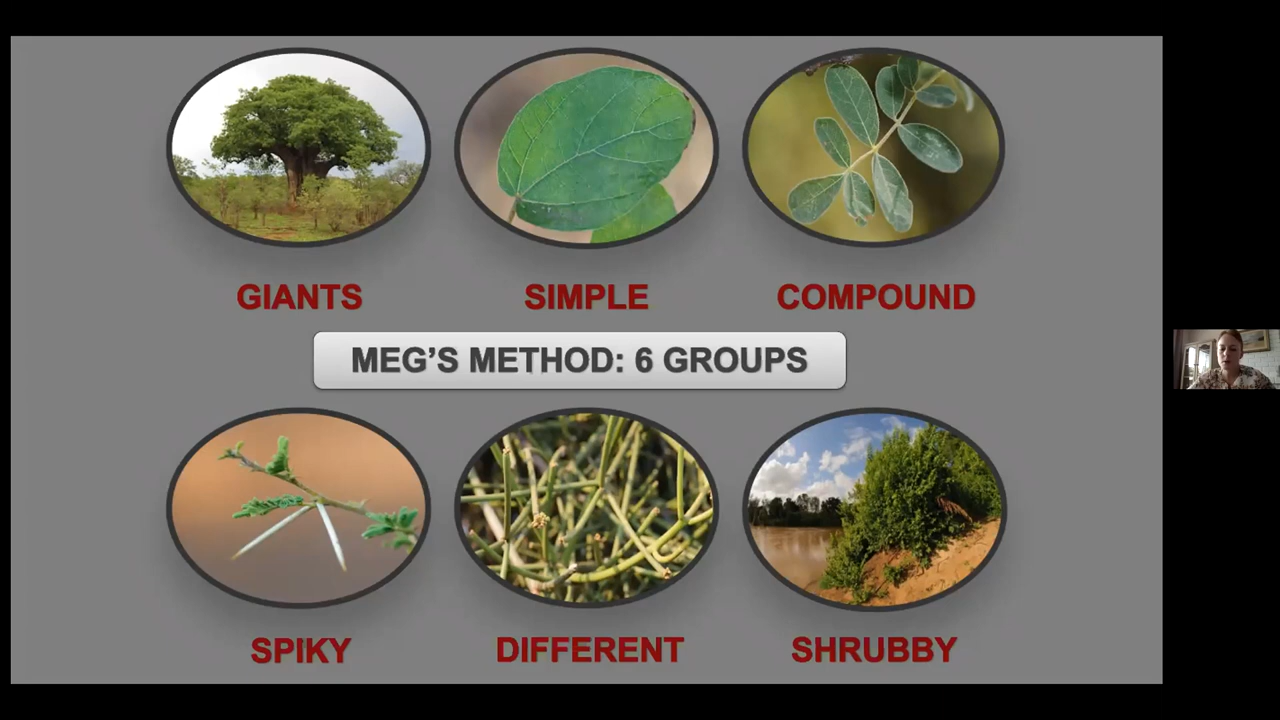 GIANTS
SIMPLE
COMPOUND
MEG'S METHOD: 6 GROUPS
SPIKY
DIFFERENT
SHRUBBY